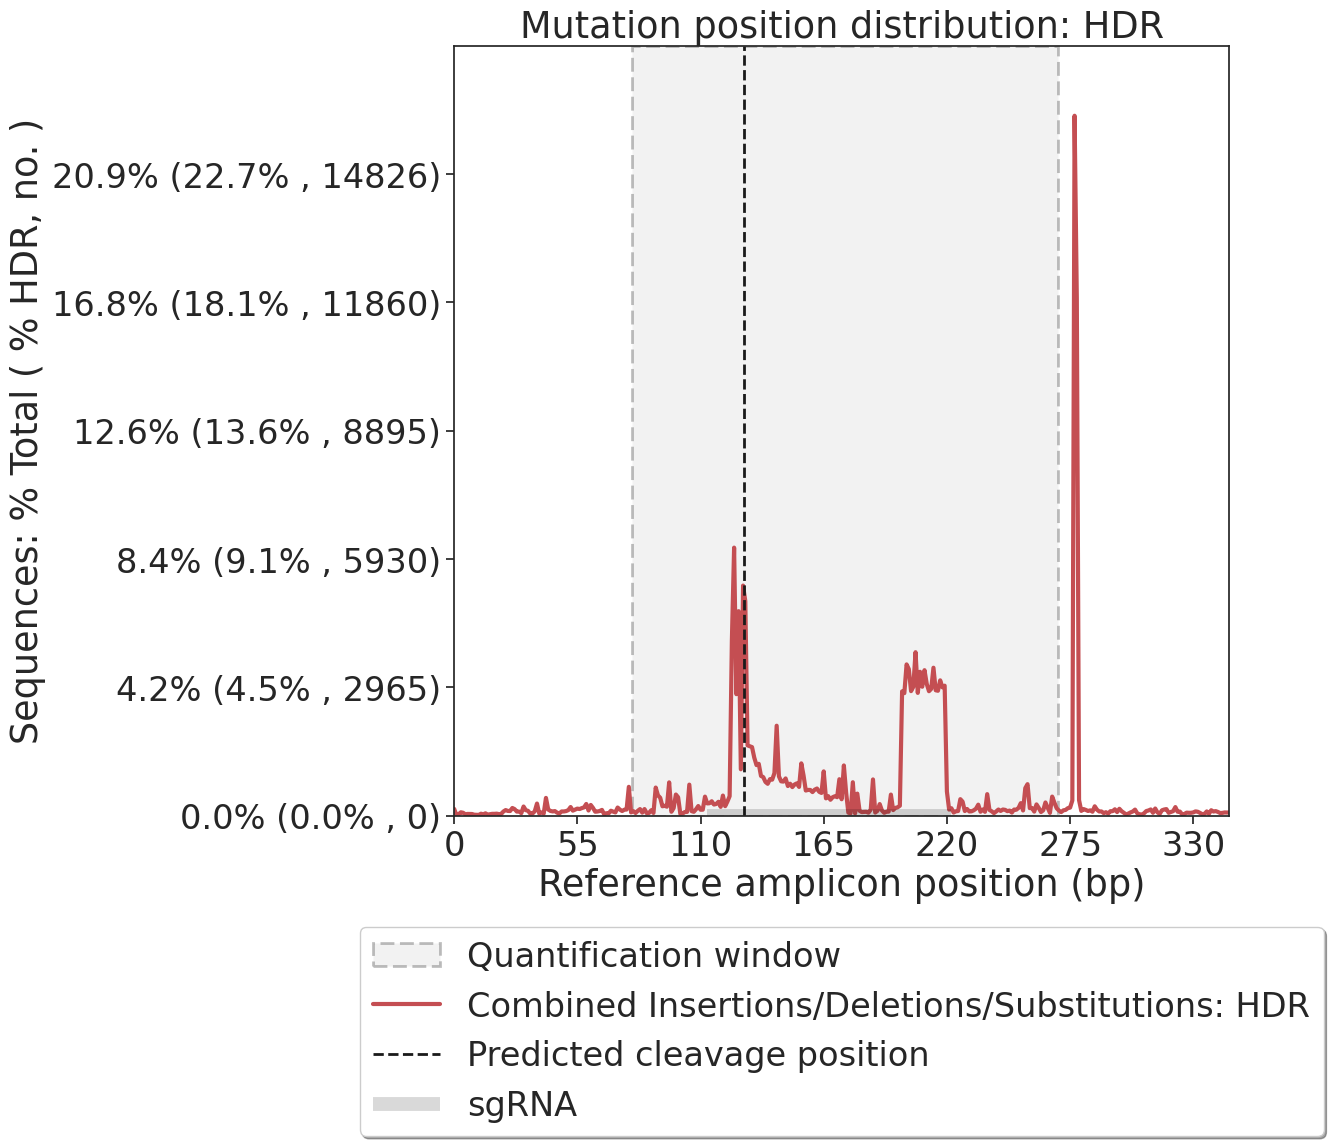 Mutation position distribution: HDR
Sequences: % Total ( % HDR, no. )
20.9% (22.7% , 14826)
16.8% (18.1% , 11860)
12.6% (13.6% , 8895)
8.4% (9.1% , 5930)
4.2% (4.5% , 2965)
0.0% (0.0% , 0)
0 55 110 165 220 275 330
Reference amplicon position (bp)
Quantification window
Combined Insertions/Deletions/Substitutions: HDR
Predicted cleavage position
sgRNA